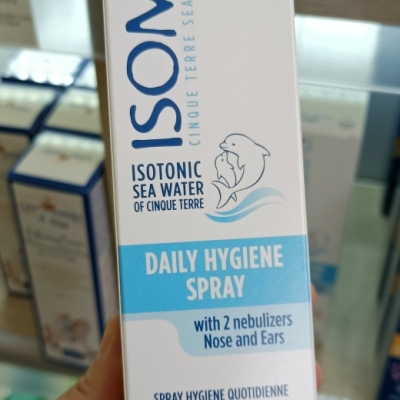 ISOM
CINQUE TERRE SEA
ISOTONIC
SEA WATER
OF CINQUE TERRE
DAILY HYGIENE
SPRAY
with 2 nebulizers
Nose and Ears
SPRAY HYGIENE QUOTIDIENNE